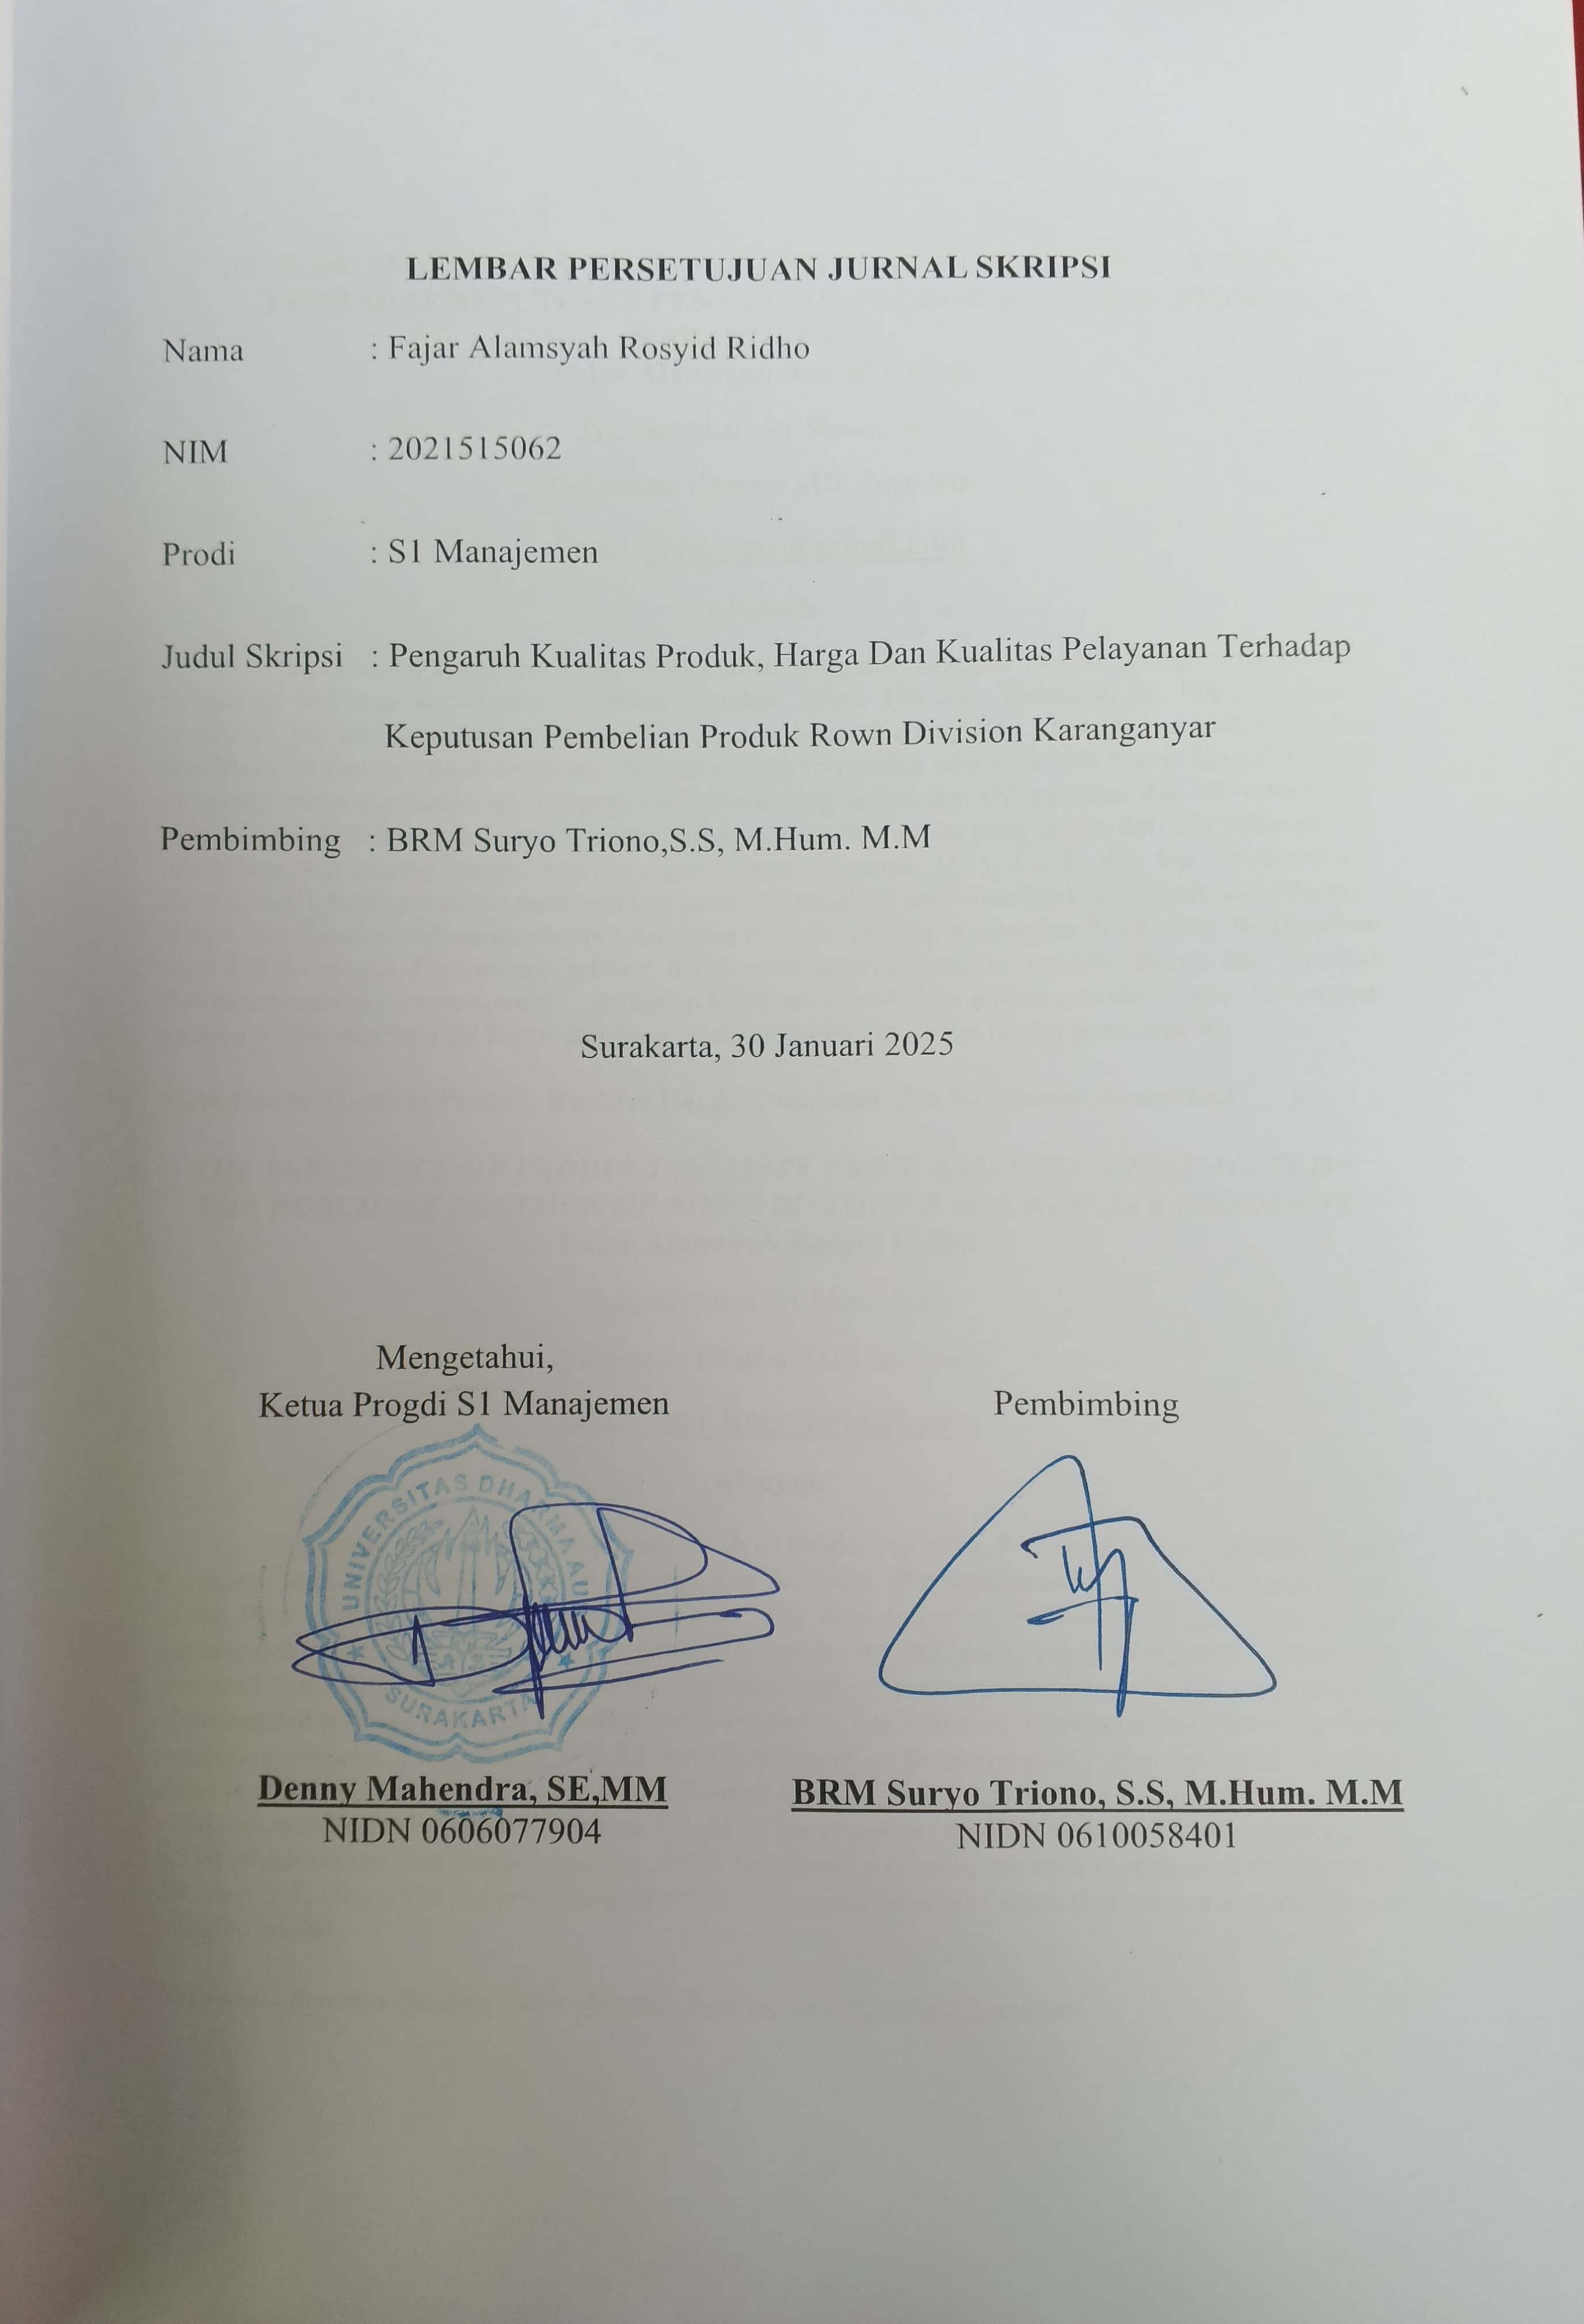 LEMBAR PERSETUJUAN JURNAL SKRIPSI
Nama : Fajar Alamsyah Rosyid Ridho
NIM : 2021515062
Prodi : S1 Manajemen
Judul Skripsi : Pengaruh Kualitas Produk, Harga Dan Kualitas Pelayanan Terhadap
Keputusan Pembelian Produk Rown Division Karanganyar
Pembimbing : BRM Suryo Triono,S.S, M.Hum. M.M
Surakarta, 30 Januari 2025
Mengetahui,
Ketua Progdi S1 Manajemen
Pembimbing
UNIVERSITAS DHARMA AU
SURAKARTA
Denny Mahendra, SE,MM
NIDN 0606077904
BRM Suryo Triono, S.S, M.Hum. M.M
NIDN 0610058401